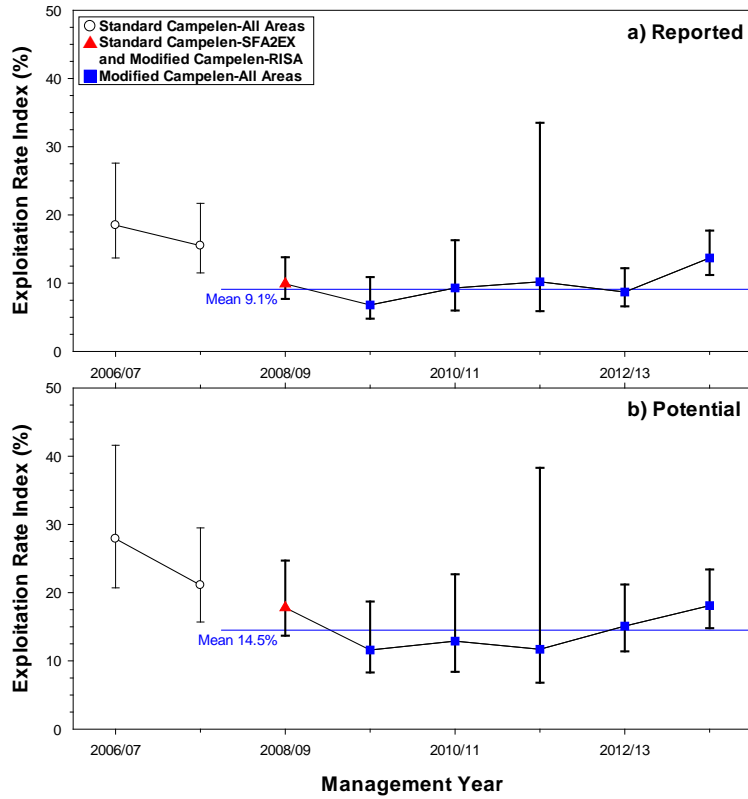 Standard Campelen-All Areas
Standard Campelen-SFA2EX
and Modified Campelen-RISA
Modified Campelen-All Areas
a) Reported
Exploitation Rate Index (%)
50
40
30
20
10
0
Mean 9.1%
2006/07 2008/09 2010/11 2012/13
b) Potential
Exploitation Rate Index (%)
50
40
30
20
10
0
Mean 14.5%
2006/07 2008/09 2010/11 2012/13
Management Year